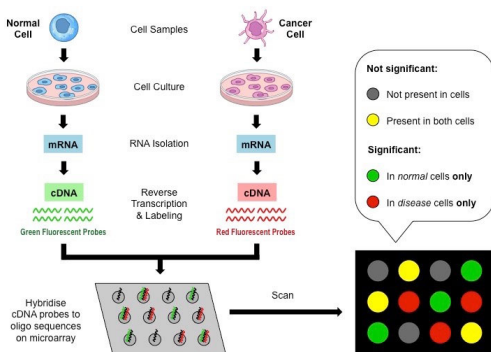 Normal
Cell
Cell Samples
Cancer
Cell
Cell Culture
mRNA
RNA Isolation
mRNA
cDNA
Reverse
Transcription
& Labeling
cDNA
Green Fluorescent Probes
Red Fluorescent Probes
Hybridise
cDNA probes to
oligo sequences
on microarray
Scan
Not significant:
Not present in cells
Present in both cells
Significant:
In normal cells only
In disease cells only